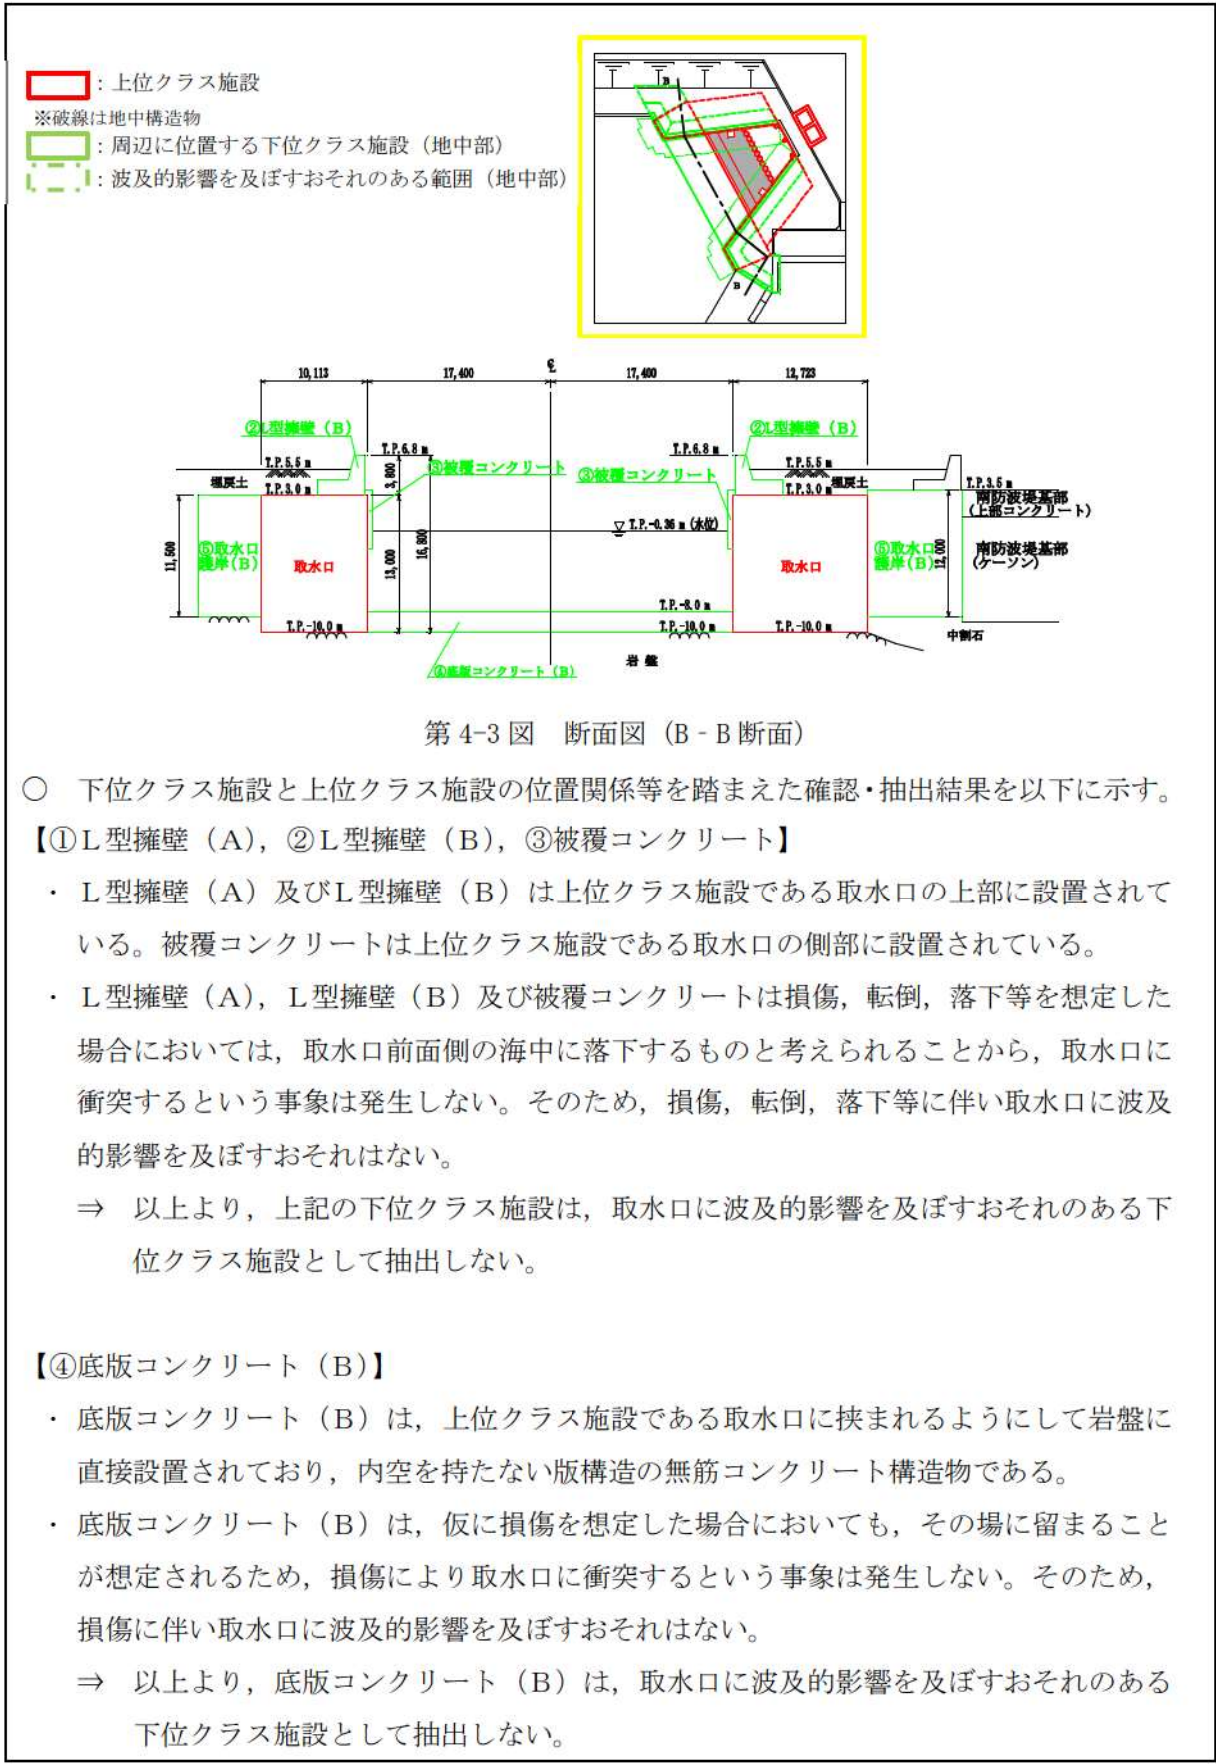 ：上位クラス施設
※破線は地中構造物
：周辺に位置する下位クラス施設（地中部）
：波及的影響を及ぼすおそれのある範囲（地中部）
B
B
10,113
17,400
℄
17,400
12,723
②L型擁壁（B）
②L型擁壁（B）
T.P.6.8 m
T.P.6.8 m
T.P.5.5 m
T.P.5.5 m
③被覆コンクリート
③被覆コンクリート
埋戻土
T.P.3.0 m
3,800
T.P.3.0 m
埋戻土
T.P.3.5 m
南防波堤基部
（上部コンクリート）
T.P.-0.36 m（水位）
11,500
⑤取水口
護岸（B）
取水口
13,000
16,800
取水口
⑤取水口
護岸（B）
12,000
南防波堤基部
（ケーソン）
T.P.-8.0 m
T.P.-10.0 m
T.P.-10.0 m
T.P.-10.0 m
中割石
岩盤
④底版コンクリート（B）
第 4-3 図　断面図（B - B 断面）
○　下位クラス施設と上位クラス施設の位置関係等を踏まえた確認・抽出結果を以下に示す。
【①Ｌ型擁壁（Ａ），②Ｌ型擁壁（Ｂ），③被覆コンクリート】
・ Ｌ型擁壁（Ａ）及びＬ型擁壁（Ｂ）は上位クラス施設である取水口の上部に設置されて
いる。被覆コンクリートは上位クラス施設である取水口の側部に設置されている。
・ Ｌ型擁壁（Ａ），Ｌ型擁壁（Ｂ）及び被覆コンクリートは損傷，転倒，落下等を想定した
場合においては，取水口前面側の海中に落下するものと考えられることから，取水口に
衝突するという事象は発生しない。そのため，損傷，転倒，落下等に伴い取水口に波及
的影響を及ぼすおそれはない。
⇒　以上より，上記の下位クラス施設は，取水口に波及的影響を及ぼすおそれのある下
位クラス施設として抽出しない。
【④底版コンクリート（Ｂ）】
・ 底版コンクリート（Ｂ）は，上位クラス施設である取水口に挟まれるようにして岩盤に
直接設置されており，内空を持たない版構造の無筋コンクリート構造物である。
・ 底版コンクリート（Ｂ）は，仮に損傷を想定した場合においても，その場に留まること
が想定されるため，損傷により取水口に衝突するという事象は発生しない。そのため，
損傷に伴い取水口に波及的影響を及ぼすおそれはない。
⇒　以上より，底版コンクリート（Ｂ）は，取水口に波及的影響を及ぼすおそれのある
下位クラス施設として抽出しない。